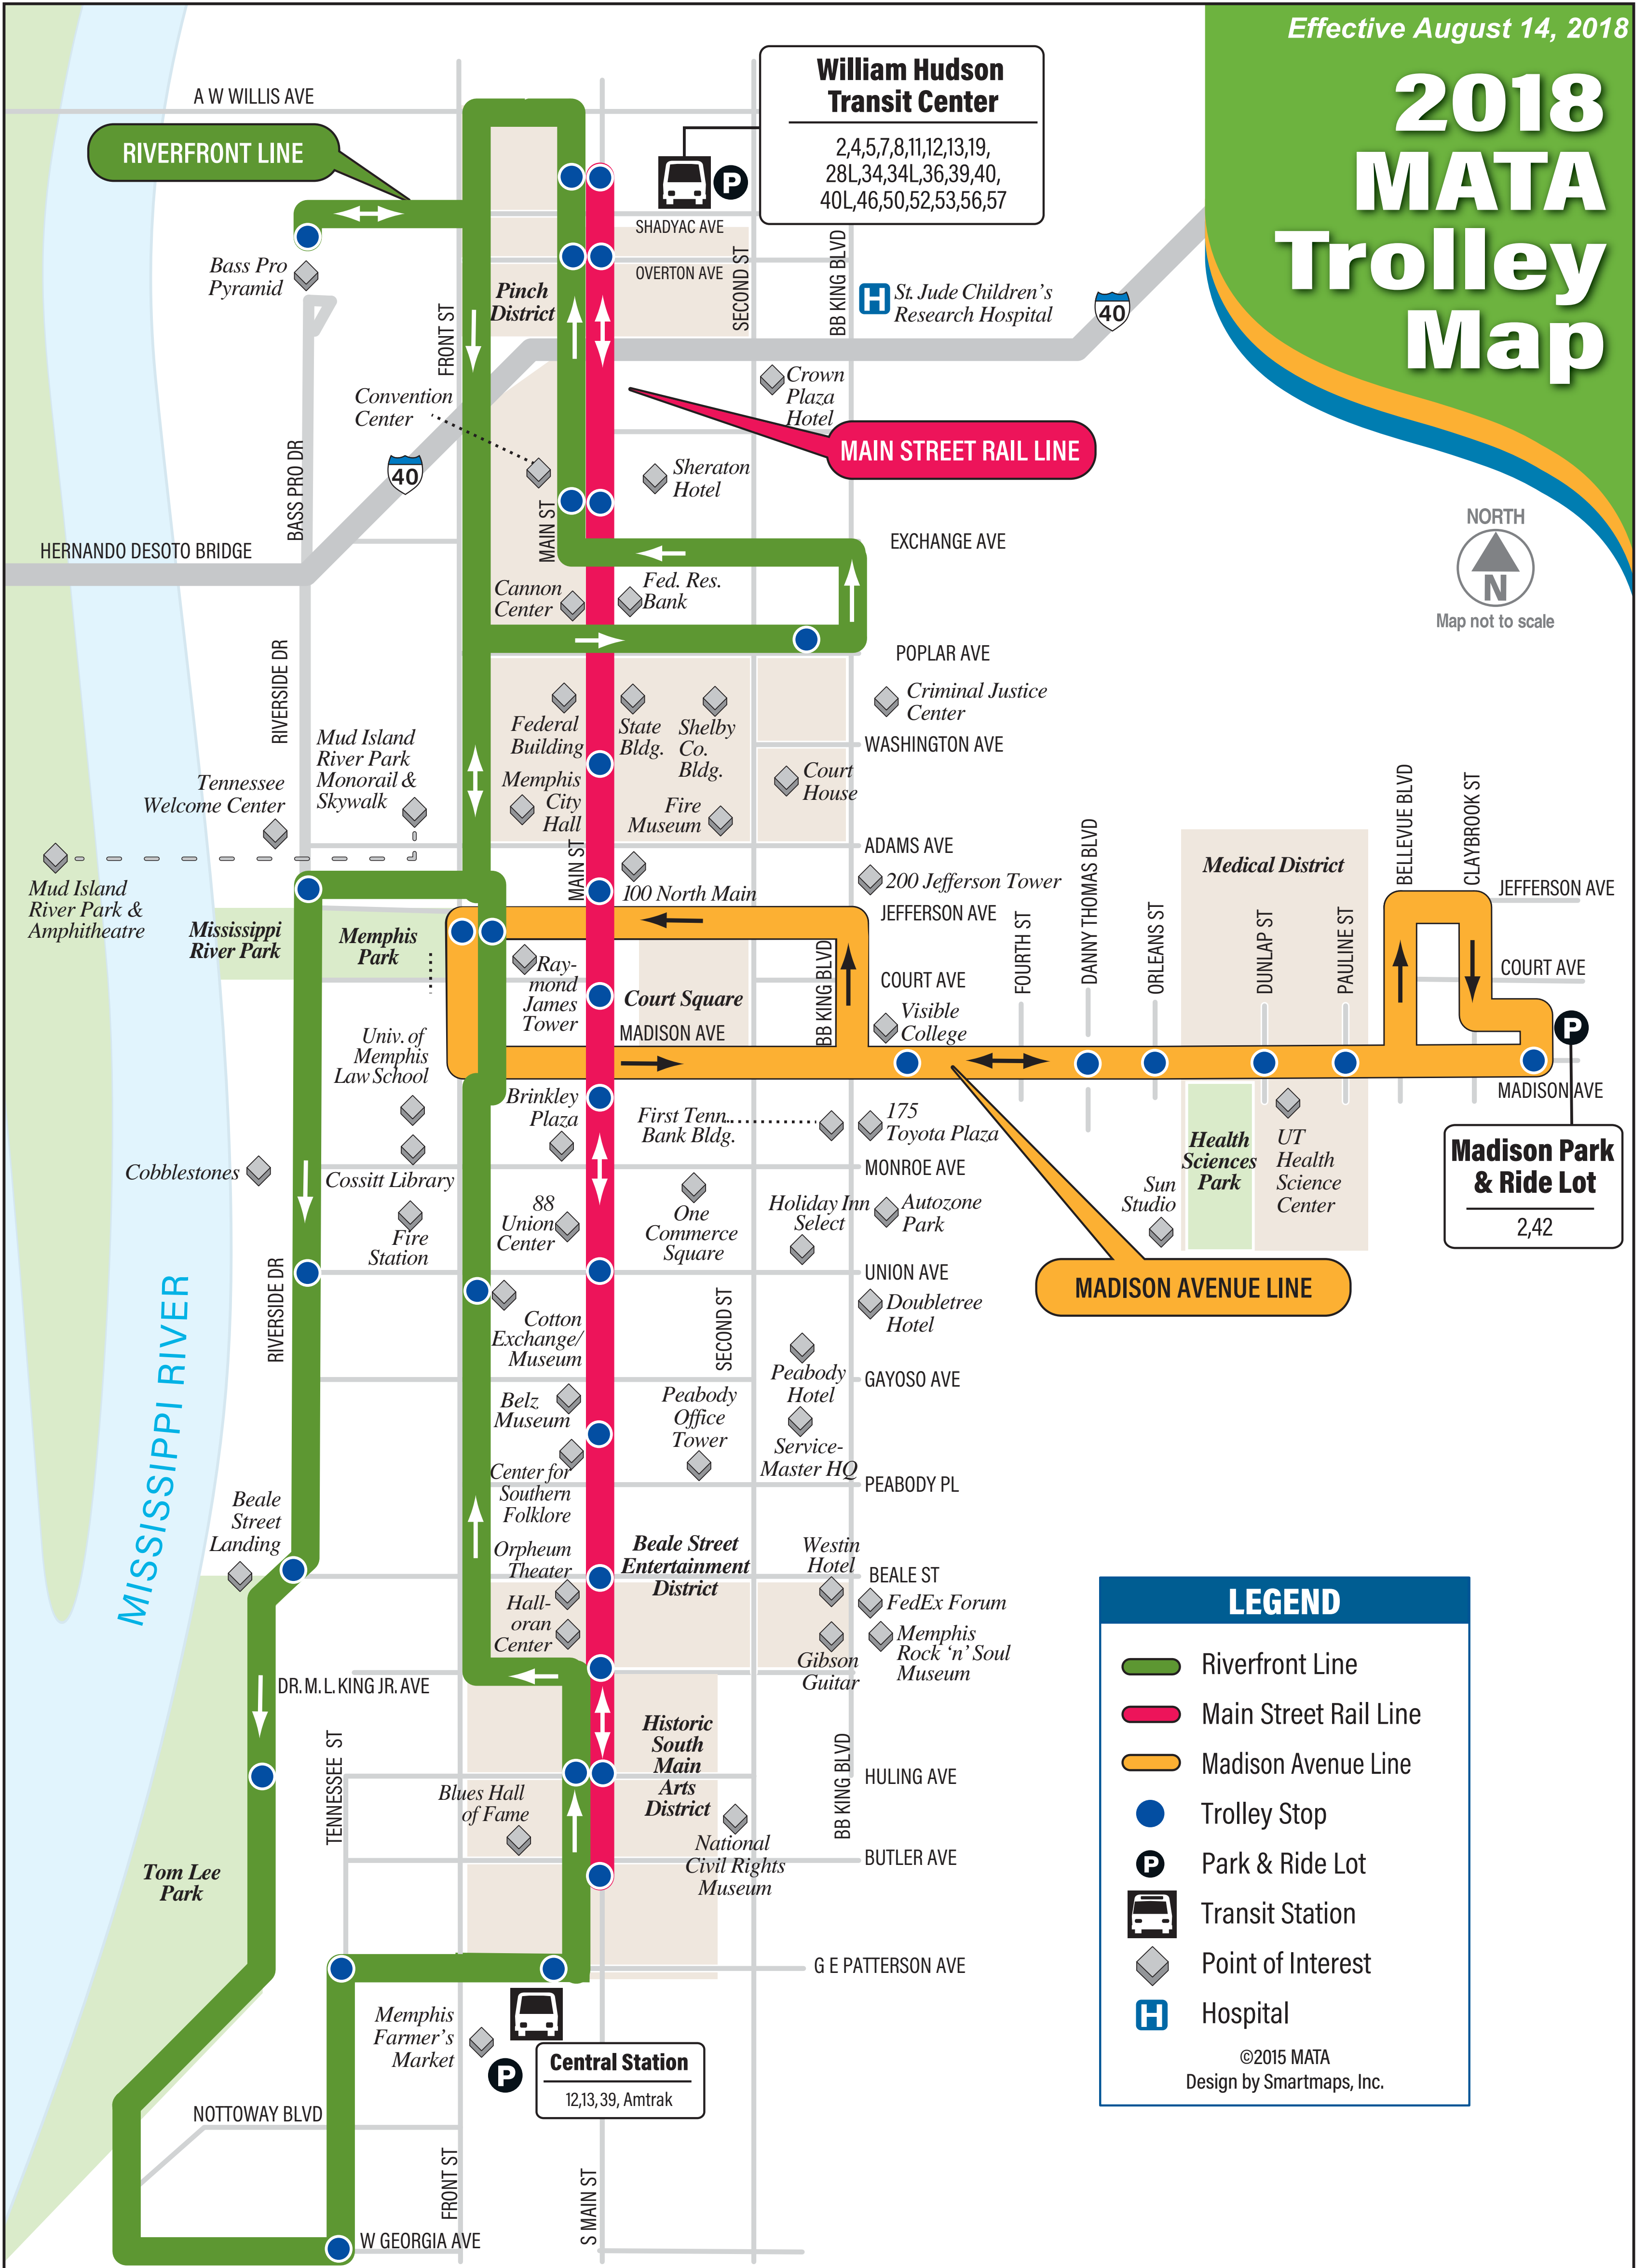 Effective August 14, 2018
2018
MATA
Trolley
Map
William Hudson
Transit Center
2,4,5,7,8,11,12,13,19,
28L,34,34L,36,39,40,
40L,46,50,52,53,56,57
A W WILLIS AVE
RIVERFRONT LINE
P
SHADYAC AVE
OVERTON AVE
SECOND ST
BB KING BLVD
Bass Pro
Pyramid
Pinch
District
FRONT ST
H
St. Jude Children's
Research Hospital
40
Convention
Center
Crown
Plaza
Hotel
MAIN STREET RAIL LINE
BASS PRO DR
40
Sheraton
Hotel
MAIN ST
HERNANDO DESOTO BRIDGE
EXCHANGE AVE
NORTH
N
Map not to scale
Cannon
Center
Fed. Res.
Bank
POPLAR AVE
RIVERSIDE DR
Federal
Building
State
Bldg.
Shelby
Co.
Bldg.
Criminal Justice
Center
WASHINGTON AVE
Mud Island
River Park
Monorail &
Skywalk
Tennessee
Welcome Center
Memphis
City
Hall
Fire
Museum
Court
House
ADAMS AVE
MAIN ST
100 North Main
200 Jefferson Tower
JEFFERSON AVE
Mud Island
River Park &
Amphitheatre
Mississippi
River Park
Memphis
Park
Ray-
mond
James
Tower
Court Square
MADISON AVE
BB KING BLVD
COURT AVE
Visible
College
FOURTH ST
DANNY THOMAS BLVD
ORLEANS ST
Medical District
DUNLAP ST
PAULINE ST
BELLEVUE BLVD
CLAYBROOK ST
JEFFERSON AVE
COURT AVE
P
MADISON AVE
Madison Park
& Ride Lot
2,42
Univ. of
Memphis
Law School
Brinkley
Plaza
First Tenn.
Bank Bldg.
175
Toyota Plaza
MONROE AVE
Health
Sciences
Park
UT
Health
Science
Center
Sun
Studio
Cobblestones
Cossitt Library
Fire
Station
88
Union
Center
One
Commerce
Square
Holiday Inn
Select
Autozone
Park
UNION AVE
MADISON AVENUE LINE
RIVERSIDE DR
MISSISSIPPI RIVER
Cotton
Exchange/
Museum
SECOND ST
Doubletree
Hotel
Peabody
Hotel
GAYOSO AVE
Belz
Museum
Peabody
Office
Tower
Service-
Master HQ
PEABODY PL
Center for
Southern
Folklore
Beale
Street
Landing
Orpheum
Theater
Beale Street
Entertainment
District
Westin
Hotel
BEALE ST
FedEx Forum
Hall-
oran
Center
Gibson
Guitar
Memphis
Rock 'n' Soul
Museum
DR. M. L. KING JR. AVE
TENNESSEE ST
Historic
South
Main
Arts
District
BB KING BLVD
HULING AVE
Blues Hall
of Fame
National
Civil Rights
Museum
BUTLER AVE
Tom Lee
Park
G E PATTERSON AVE
Memphis
Farmer's
Market
P
Central Station
12,13, 39, Amtrak
NOTTOWAY BLVD
FRONT ST
S MAIN ST
W GEORGIA AVE
LEGEND
Riverfront Line
Main Street Rail Line
Madison Avenue Line
Trolley Stop
P Park & Ride Lot
Transit Station
Point of Interest
H Hospital
©2015 MATA
Design by Smartmaps, Inc.